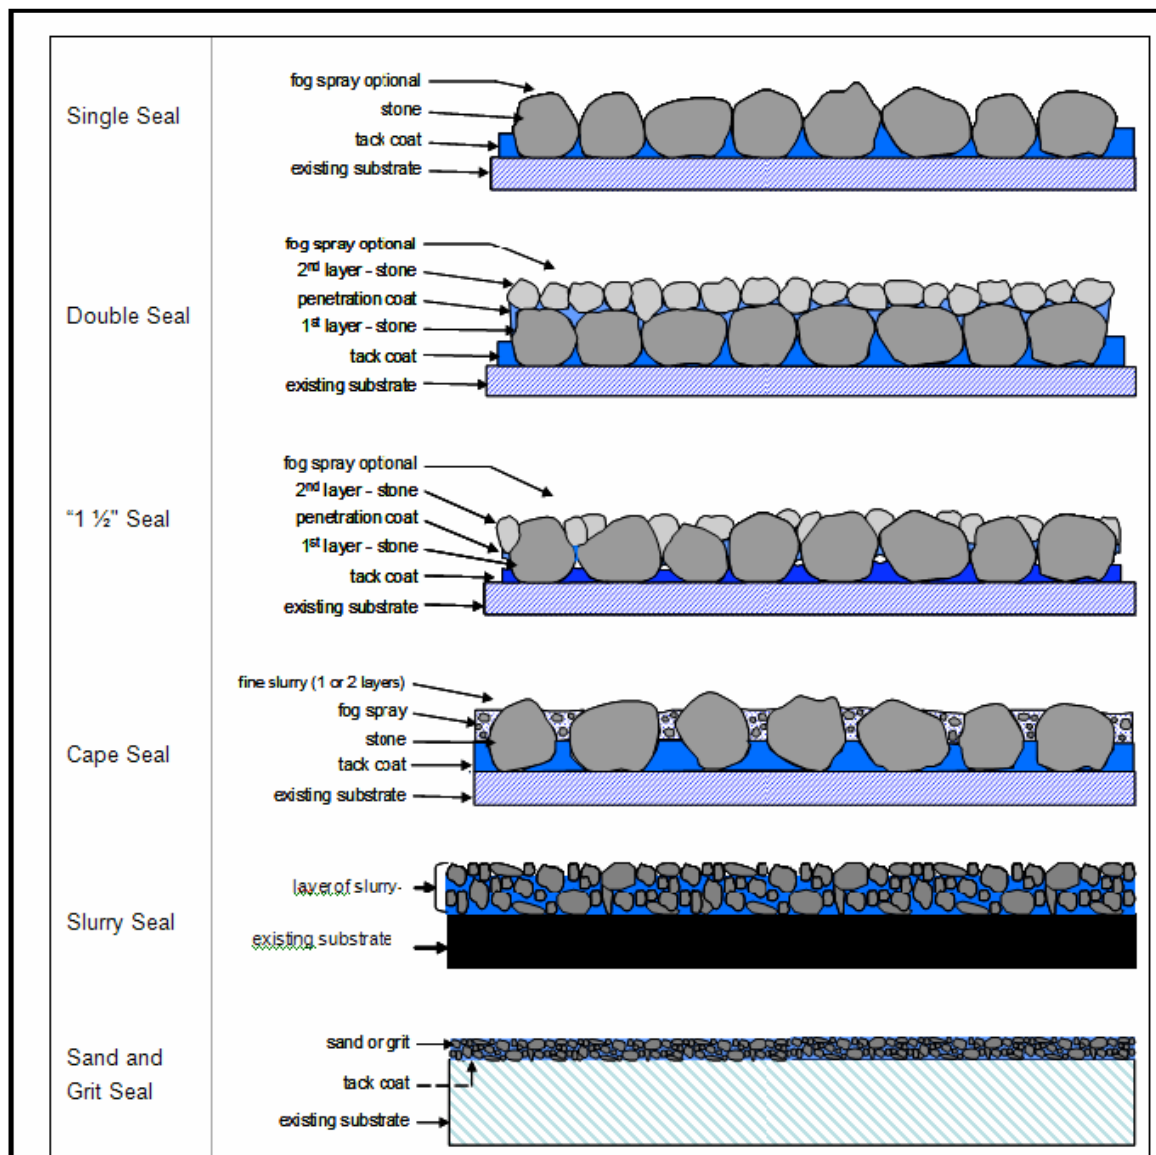 Single Seal
fog spray optional
stone
tack coat
existing substrate
Double Seal
fog spray optional
2nd layer - stone
penetration coat
1st layer - stone
tack coat
existing substrate
“1 ½” Seal
fog spray optional
2nd layer - stone
penetration coat
1st layer - stone
tack coat
existing substrate
Cape Seal
fine slurry (1 or 2 layers)
fog spray
stone
tack coat
existing substrate
Slurry Seal
layer of slurry-
existing substrate
Sand and
Grit Seal
sand or grit
tack coat
existing substrate